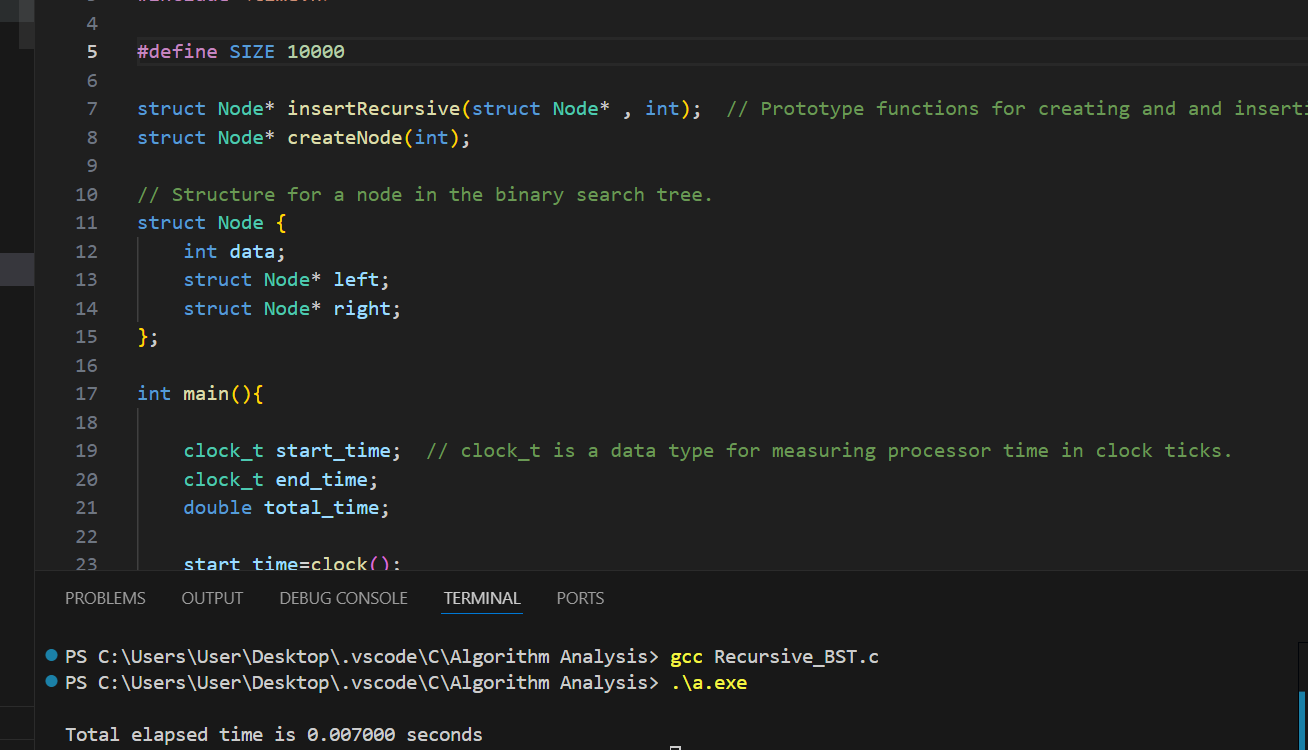 4
5 #define SIZE 10000
6
7 struct Node* insertRecursive(struct Node* , int);  // Prototype functions for creating and and inserti
8 struct Node* createNode(int);
9
10 // Structure for a node in the binary search tree.
11 struct Node {
12     int data;
13     struct Node* left;
14     struct Node* right;
15 };
16
17 int main(){
18
19     clock_t start_time;  // clock_t is a data type for measuring processor time in clock ticks.
20     clock_t end_time;
21     double total_time;
22
23     start_time=clock();
PROBLEMS OUTPUT DEBUG CONSOLE TERMINAL PORTS
PS C:\Users\User\Desktop\.vscode\C\Algorithm Analysis> gcc Recursive_BST.c
PS C:\Users\User\Desktop\.vscode\C\Algorithm Analysis> .\a.exe
Total elapsed time is 0.007000 seconds